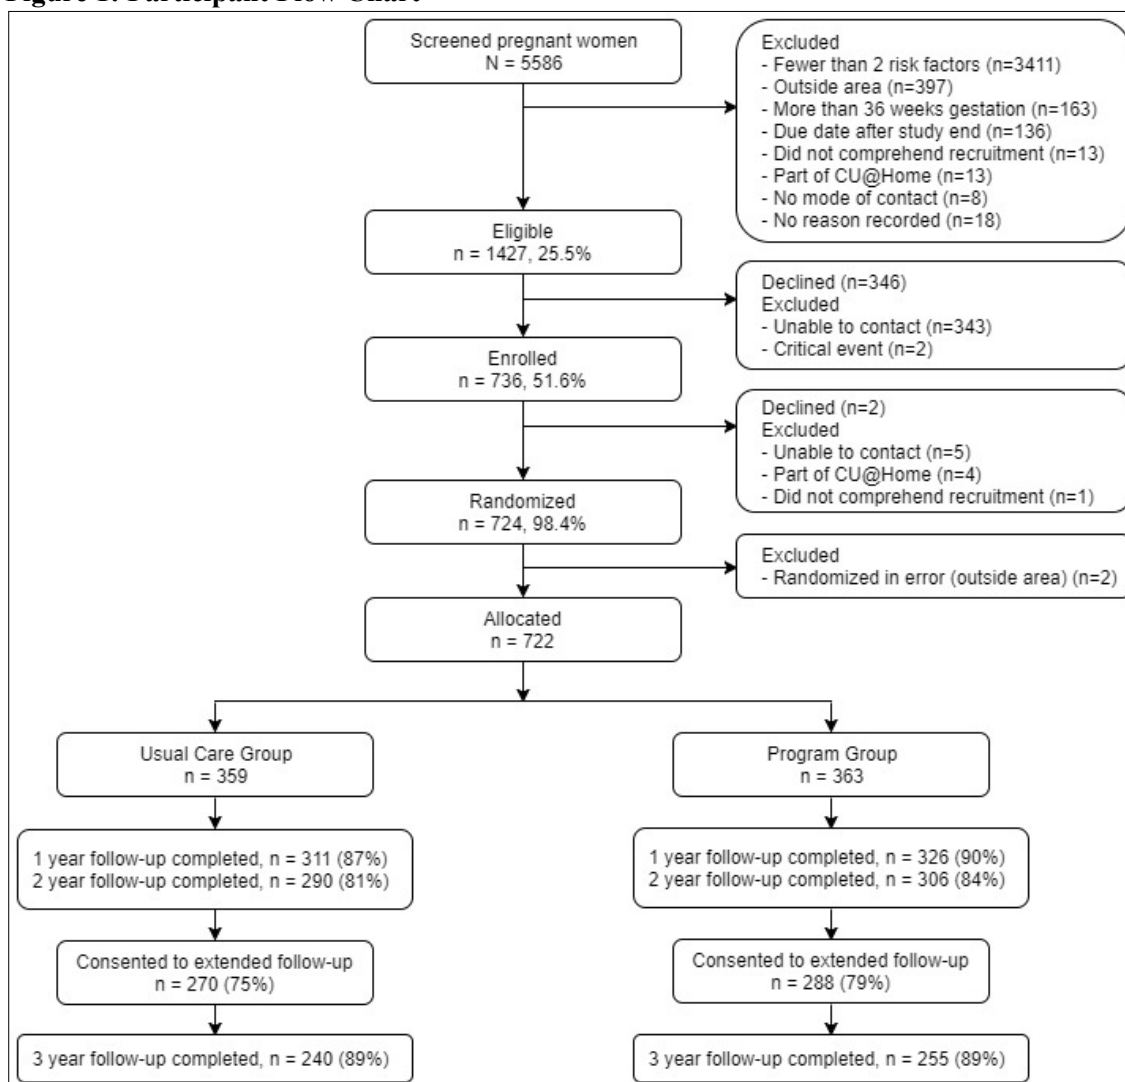 Figure 1. Participant Flow Chart
Screened pregnant women
N = 5586
Excluded
- Fewer than 2 risk factors (n=3411)
- Outside area (n=397)
- More than 36 weeks gestation (n=163)
- Due date after study end (n=136)
- Did not comprehend recruitment (n=13)
- Part of CU@Home (n=13)
- No mode of contact (n=8)
- No reason recorded (n=18)
Eligible
n = 1427, 25.5%
Declined (n=346)
Excluded
- Unable to contact (n=343)
- Critical event (n=2)
Enrolled
n = 736, 51.6%
Declined (n=2)
Excluded
- Unable to contact (n=5)
- Part of CU@Home (n=4)
- Did not comprehend recruitment (n=1)
Randomized
n = 724, 98.4%
Excluded
- Randomized in error (outside area) (n=2)
Allocated
n = 722
Usual Care Group
n = 359
Program Group
n = 363
1 year follow-up completed, n = 311 (87%)
2 year follow-up completed, n = 290 (81%)
1 year follow-up completed, n = 326 (90%)
2 year follow-up completed, n = 306 (84%)
Consented to extended follow-up
n = 270 (75%)
Consented to extended follow-up
n = 288 (79%)
3 year follow-up completed, n = 240 (89%)
3 year follow-up completed, n = 255 (89%)